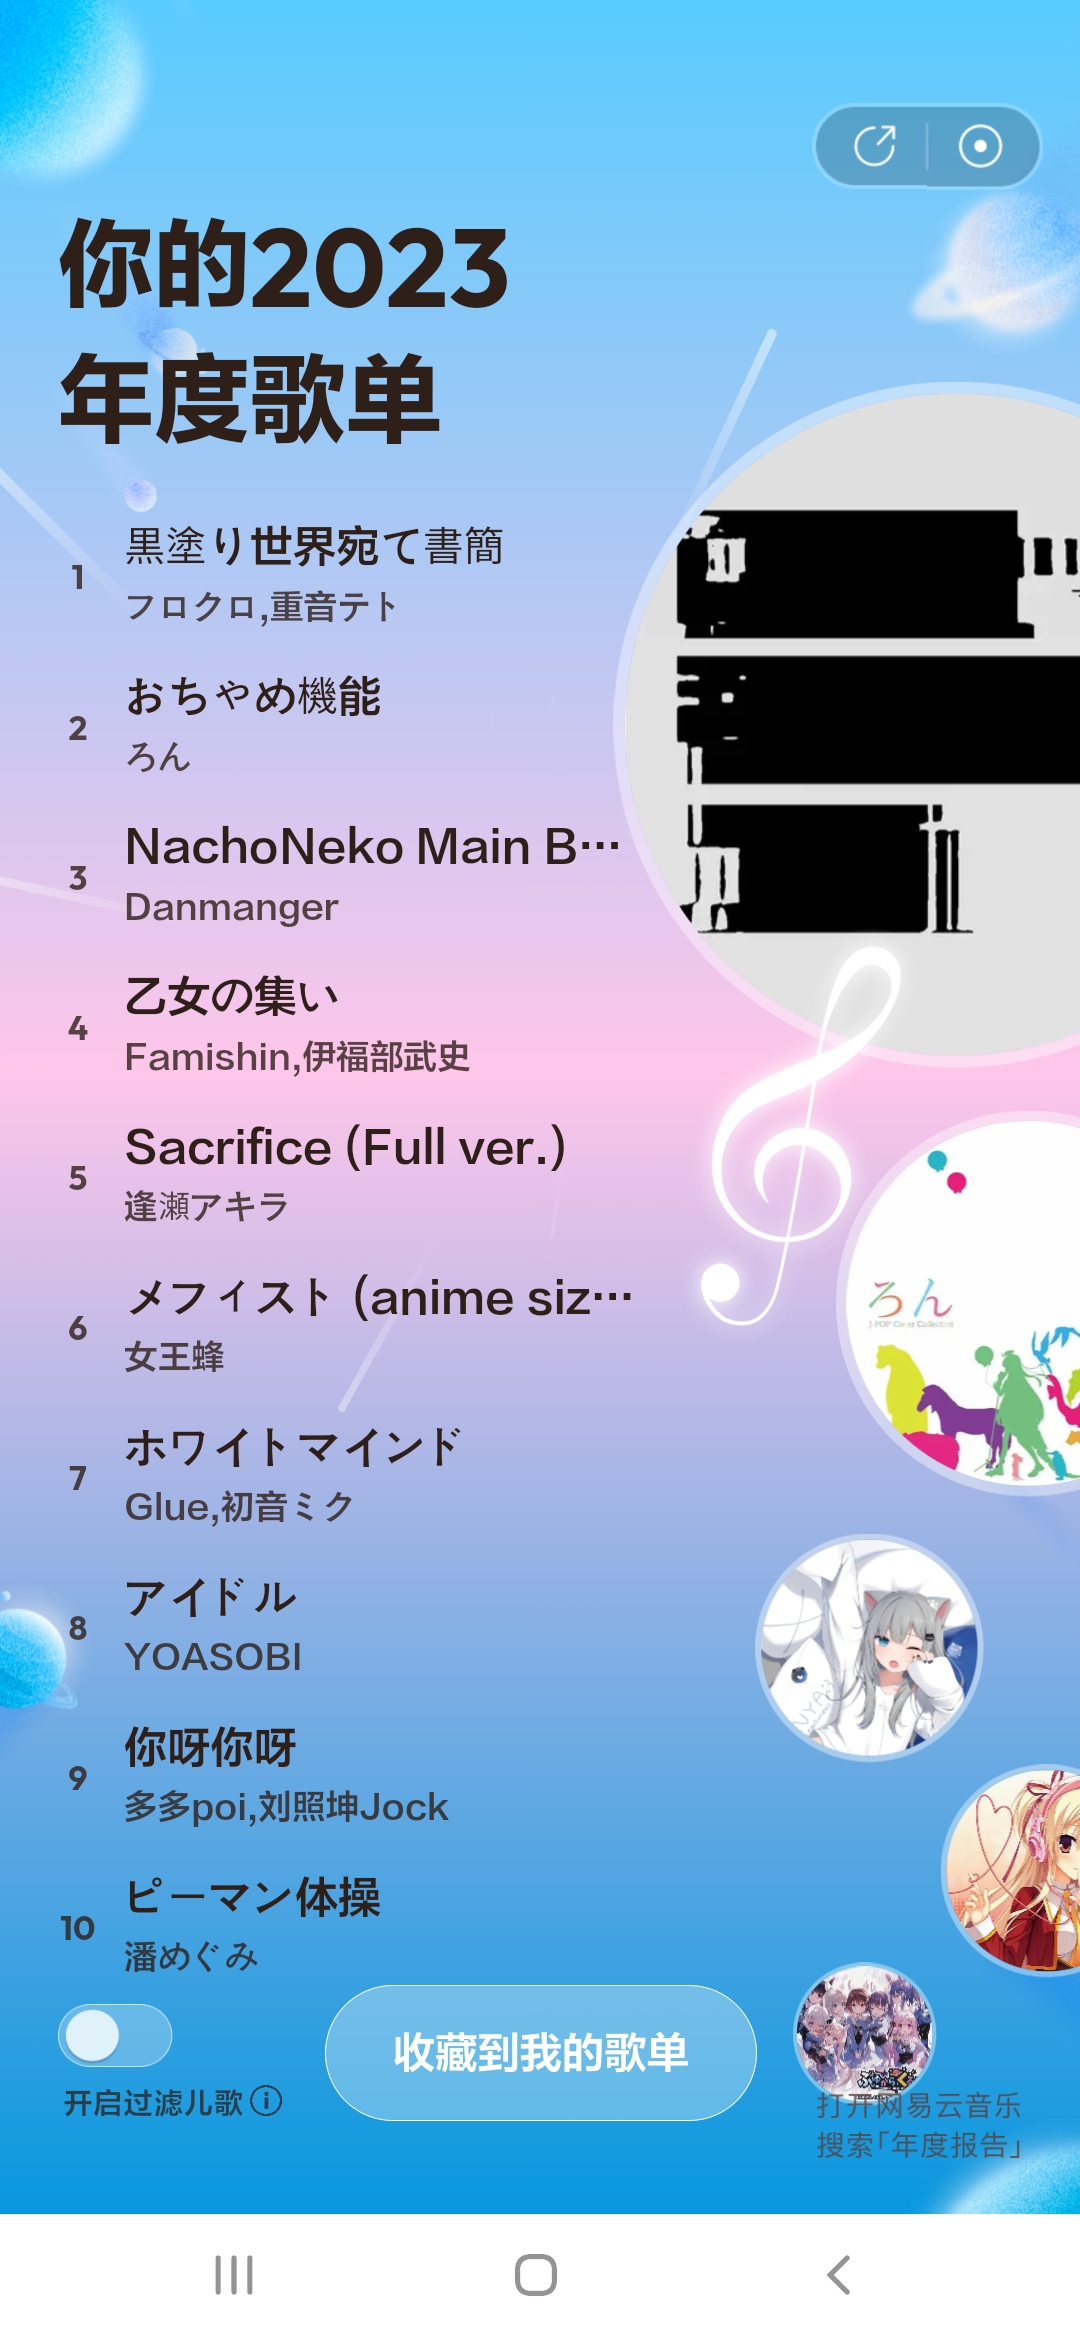 你的2023
年度歌单
1
黒塗り世界宛て書簡
フロクロ,重音テト
2
おちゃめ機能
ろん
3
NachoNeko Main B…
Danmanger
4
乙女の集い
Famishin,伊福部武史
5
Sacrifice (Full ver.)
逢瀬アキラ
6
メフィスト (anime siz…
女王蜂
7
ホワイトマインド
Glue,初音ミク
8
アイドル
YOASOBI
9
你呀你呀
多多poi,刘照坤Jock
10
ピーマン体操
潘めぐみ
ろん
J-POP Cover Collection
收藏到我的歌单
开启过滤儿歌
打开网易云音乐
搜索「年度报告」